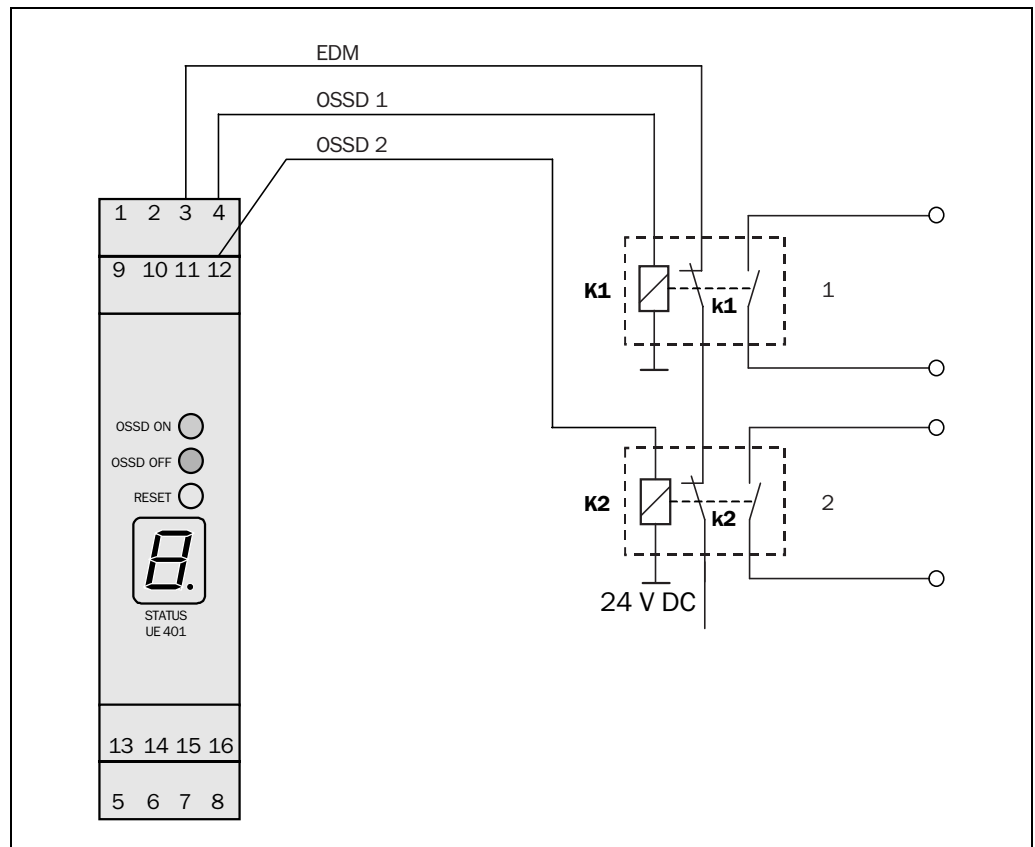 EDM
OSSD 1
OSSD 2
1 2 3 4
9 10 11 12
K1
k1
1
OSSD ON
OSSD OFF
RESET
K2
k2
2
8.
STATUS
UE 401
24 V DC
13 14 15 16
5 6 7 8